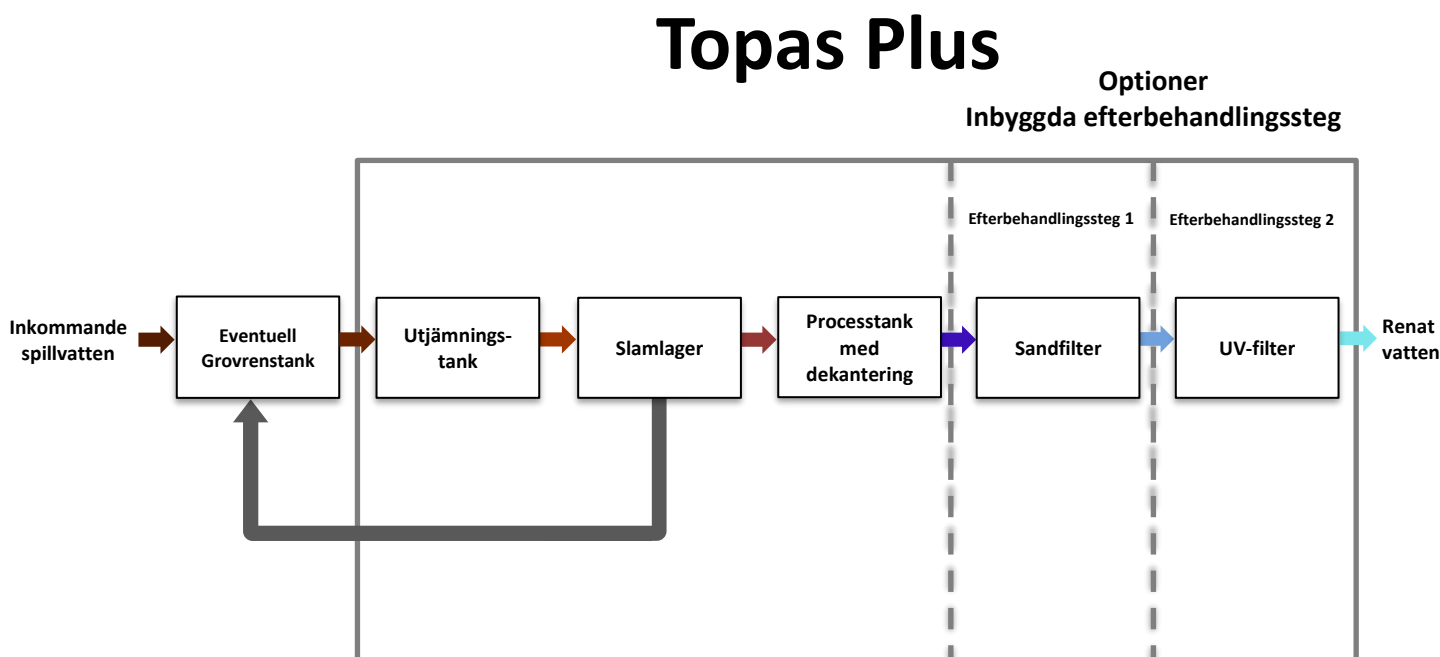 Topas Plus
Optioner
Inbyggda efterbehandlingssteg
Efterbehandlingssteg 1
Efterbehandlingssteg 2
Inkommande
spillvatten
Eventuell
Grovrenstank
Utjämnings-
tank
Slamlager
Processtank
med
dekantering
Sandfilter
UV-filter
Renat
vatten